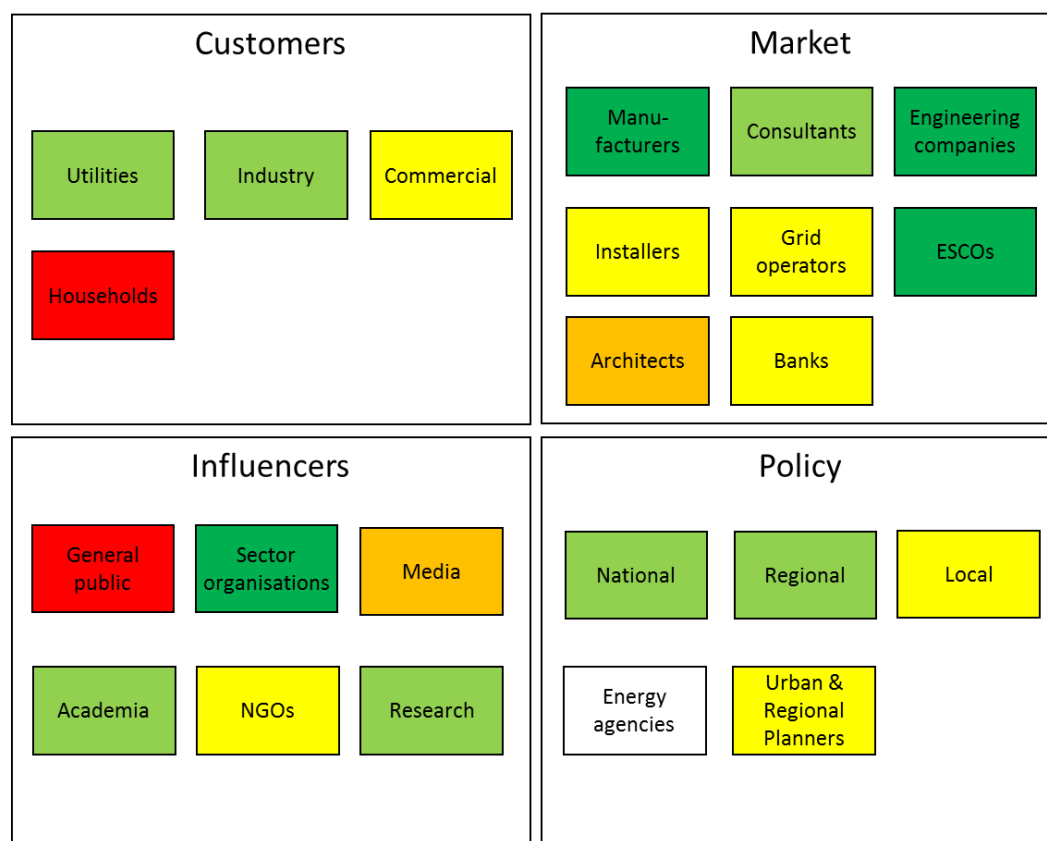 Customers
Utilities
Industry
Commercial
Households
Market
Manu-
facturers
Consultants
Engineering
companies
Installers
Grid
operators
ESCOs
Architects
Banks
Influencers
General
public
Sector
organisations
Media
Academia
NGOs
Research
Policy
National
Regional
Local
Energy
agencies
Urban &
Regional
Planners